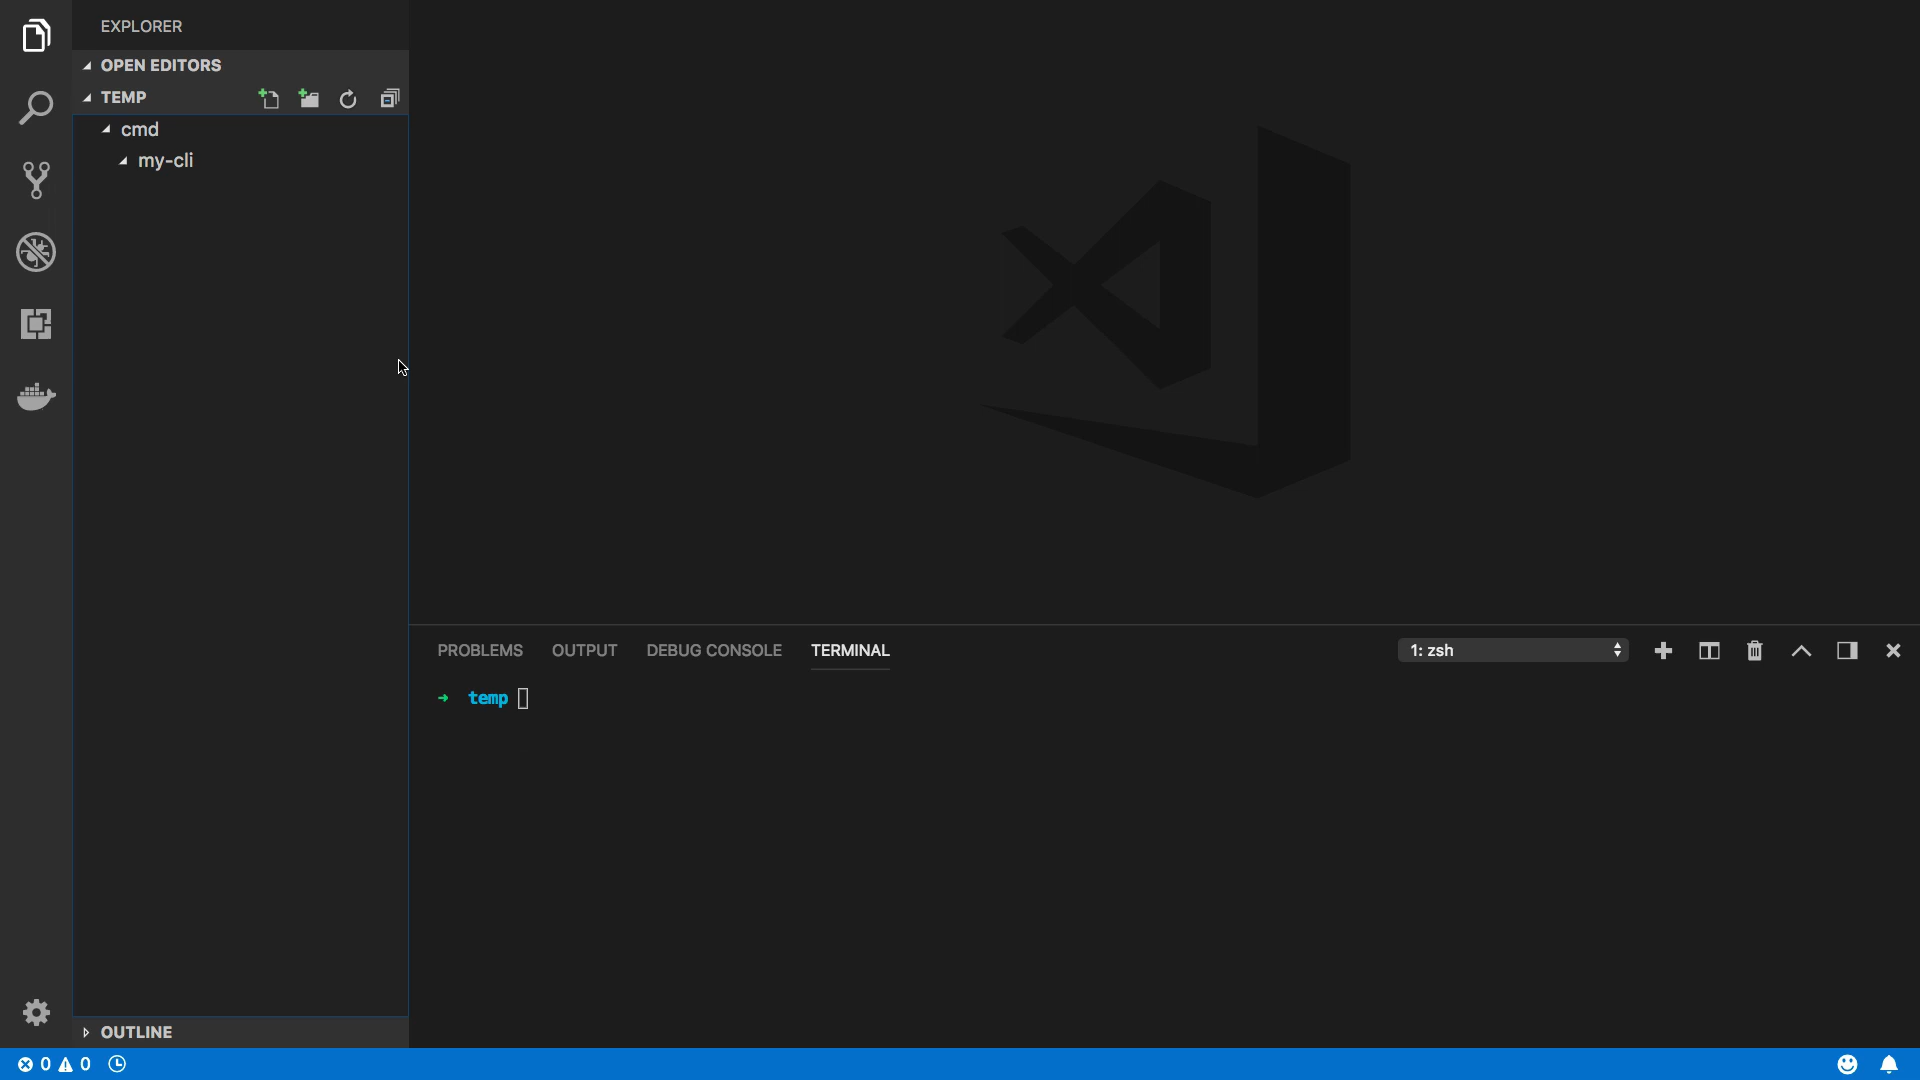 EXPLORER
OPEN EDITORS
TEMP
cmd
my-cli
PROBLEMS OUTPUT DEBUG CONSOLE TERMINAL 1: zsh
➜ temp
OUTLINE
0 0